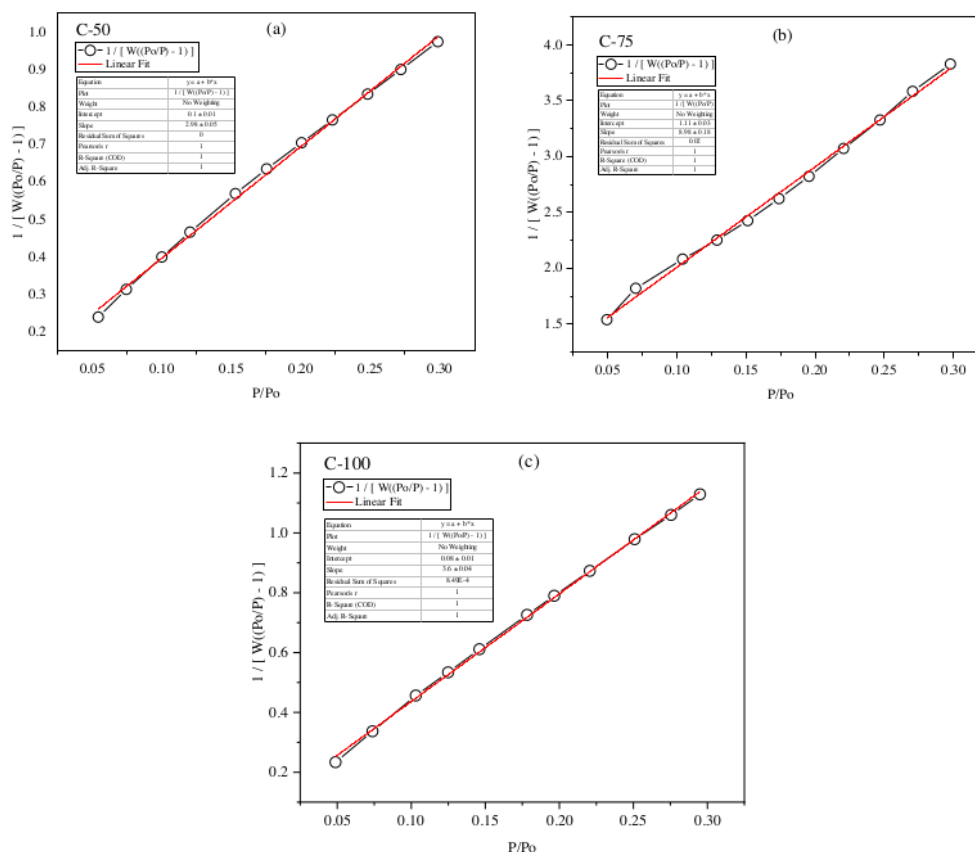 C-50
(a)
1 / [ W((Po/P) - 1) ]
Linear Fit
Equation y = a + b*x
Plot 1 / [ W((Po/P) - 1) ]
Weight No Weighting
Intercept 0.1 ± 0.01
Slope 2.98 ± 0.05
Residual Sum of Squares 0
Pearson's r 1
R-Square (COD) 1
Adj. R-Square 1
1 / [ W((Po/P) - 1) ]
1.0
0.9
0.8
0.7
0.6
0.5
0.4
0.3
0.2
0.05 0.10 0.15 0.20 0.25 0.30
P/Po
C-75
(b)
1 / [ W((Po/P) - 1) ]
Linear Fit
Equation y = a + b*x
Plot 1 / [ W((Po/P)
Weight No Weighting
Intercept 1.11 ± 0.03
Slope 8.98 ± 0.18
Residual Sum of Squares 0.02
Pearson's r 1
R-Square (COD) 1
Adj. R-Square 1
1 / [ W((Po/P) - 1) ]
4.0
3.5
3.0
2.5
2.0
1.5
0.05 0.10 0.15 0.20 0.25 0.30
P/Po
C-100
(c)
1 / [ W((Po/P) - 1) ]
Linear Fit
Equation y = a + b*x
Plot 1 / [ W((Po/P) - 1) ]
Weight No Weighting
Intercept 0.08 ± 0.01
Slope 3.6 ± 0.04
Residual Sum of Squares 8.49E-4
Pearson's r 1
R-Square (COD) 1
Adj. R-Square 1
1 / [ W((Po/P) - 1) ]
1.2
1.0
0.8
0.6
0.4
0.2
0.05 0.10 0.15 0.20 0.25 0.30
P/Po